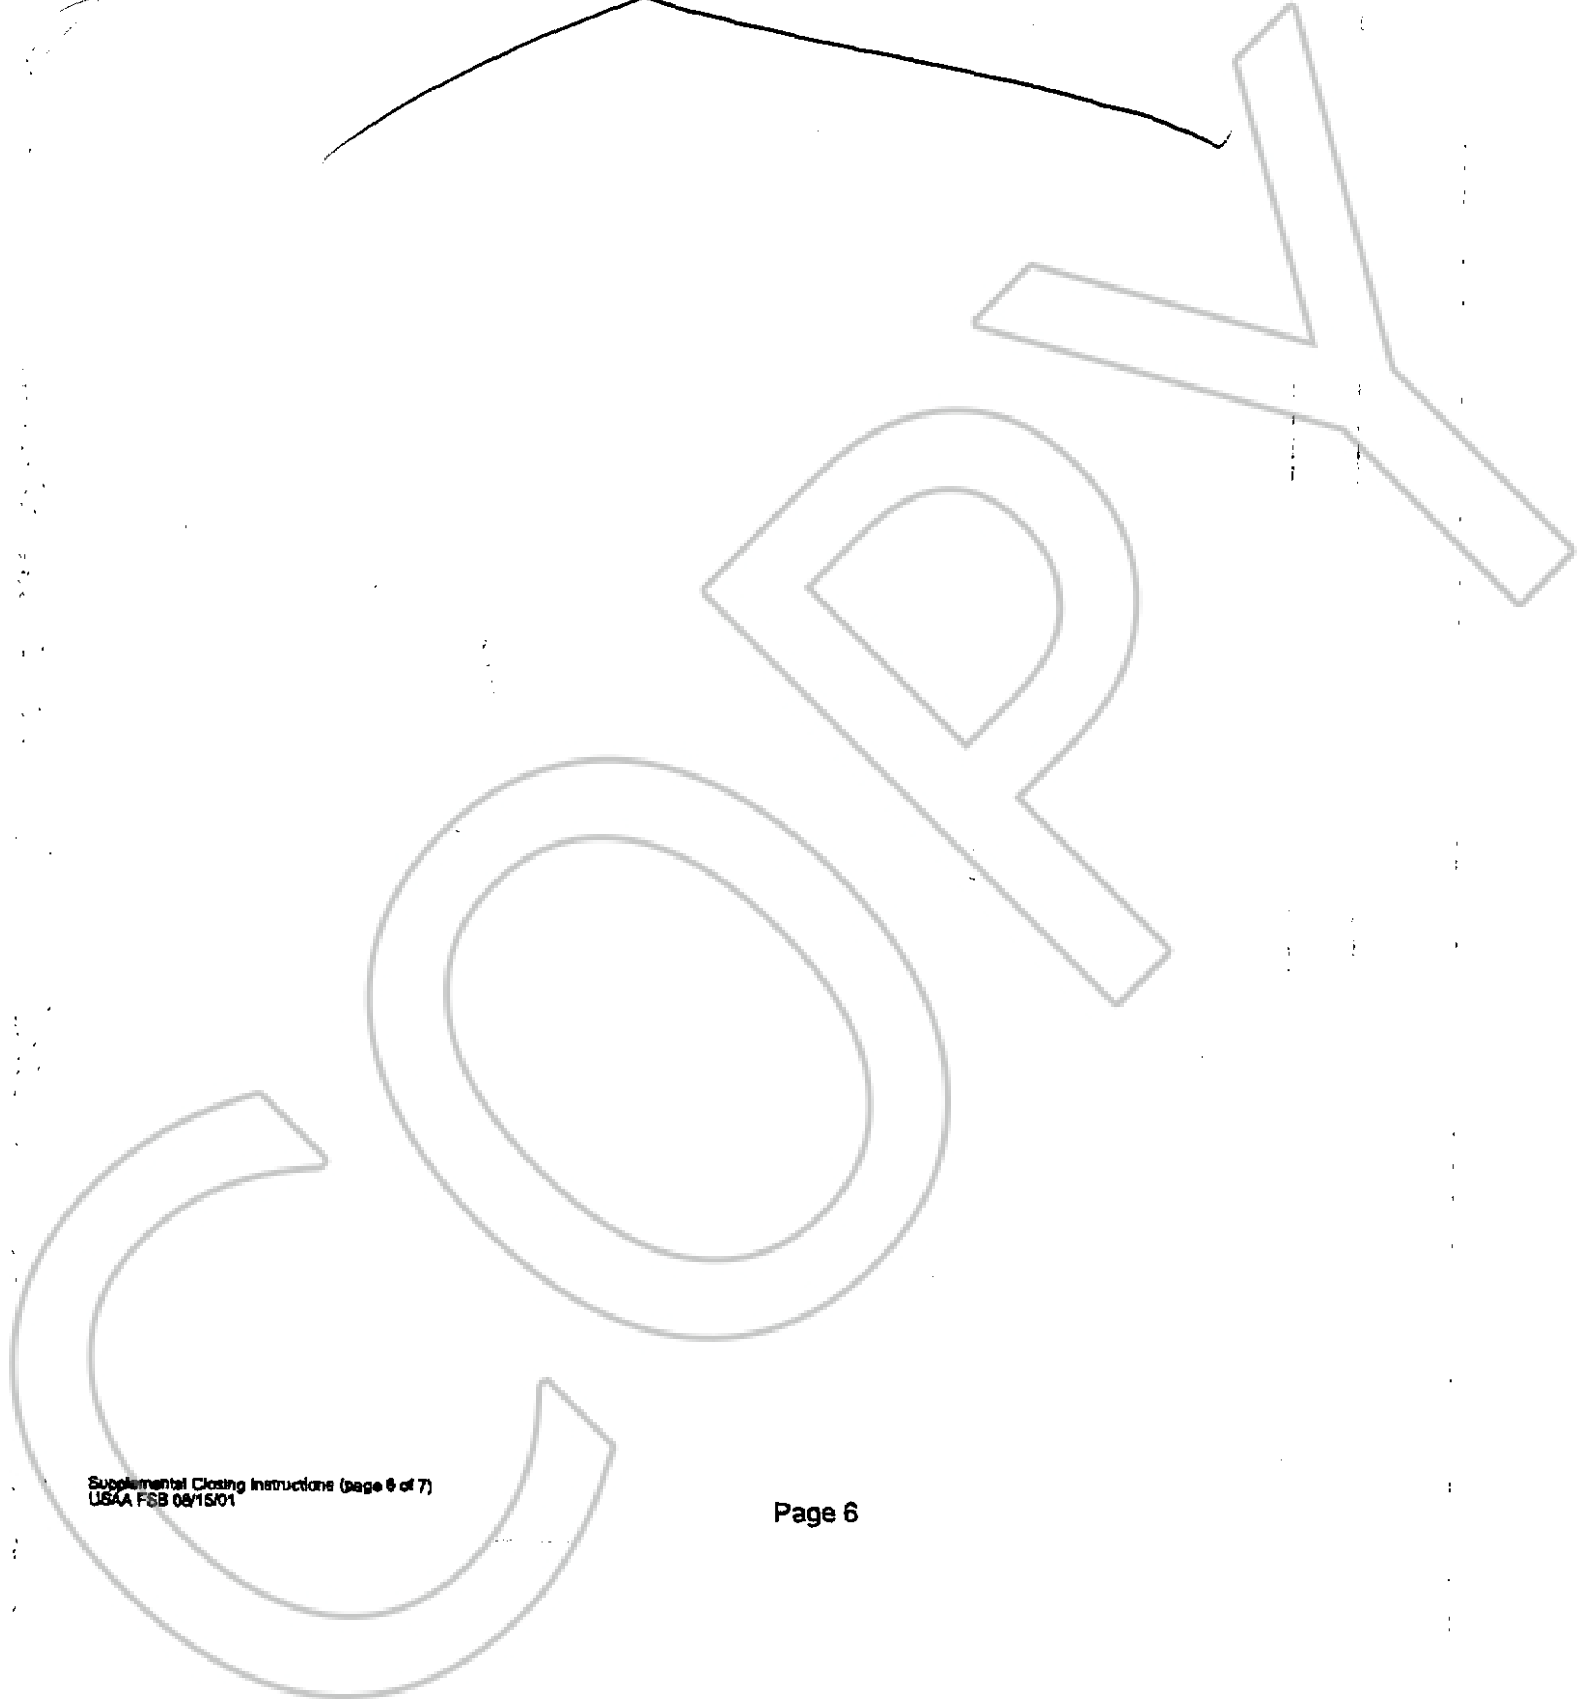 COPY
Supplemental Closing Instructions (page 6 of 7)
USAA FSB 08/15/01
Page 6